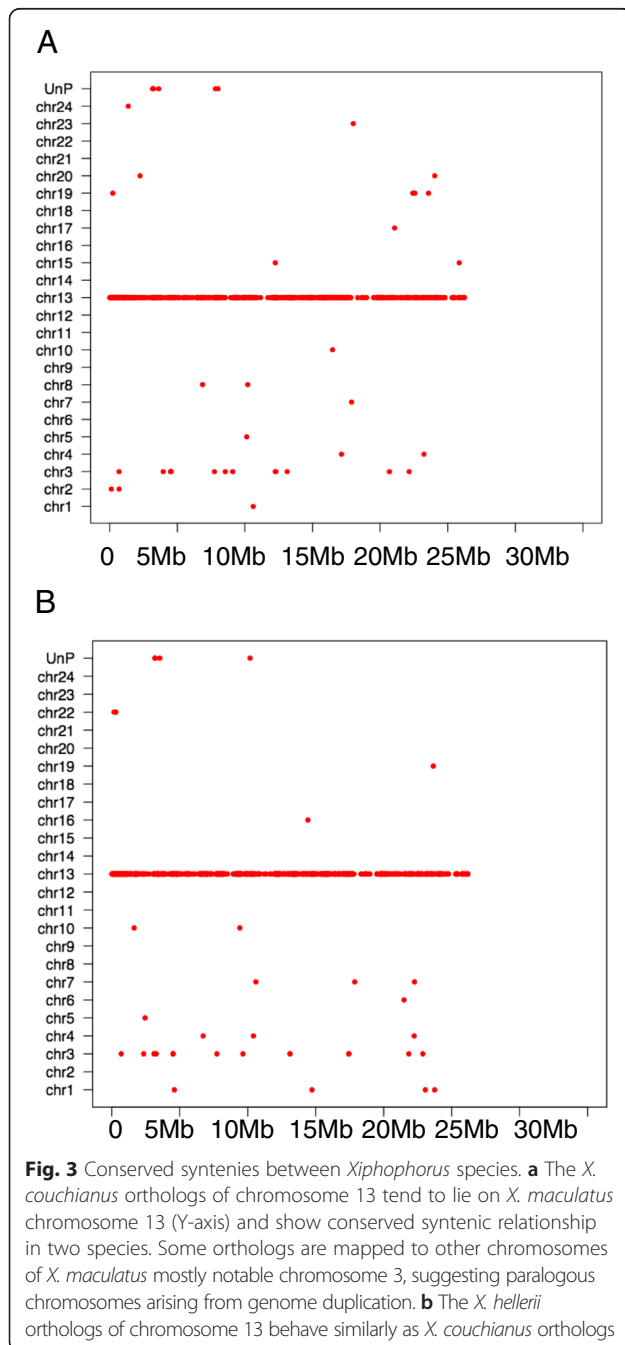 A
UnP
chr24
chr23
chr22
chr21
chr20
chr19
chr18
chr17
chr16
chr15
chr14
chr13
chr12
chr11
chr10
chr9
chr8
chr7
chr6
chr5
chr4
chr3
chr2
chr1
0 5Mb 10Mb 15Mb 20Mb 25Mb 30Mb
B
UnP
chr24
chr23
chr22
chr21
chr20
chr19
chr18
chr17
chr16
chr15
chr14
chr13
chr12
chr11
chr10
chr9
chr8
chr7
chr6
chr5
chr4
chr3
chr2
chr1
0 5Mb 10Mb 15Mb 20Mb 25Mb 30Mb
Fig. 3 Conserved syntenies between Xiphophorus species. a The X.
couchianus orthologs of chromosome 13 tend to lie on X. maculatus
chromosome 13 (Y-axis) and show conserved syntenic relationship
in two species. Some orthologs are mapped to other chromosomes
of X. maculatus mostly notable chromosome 3, suggesting paralogous
chromosomes arising from genome duplication. b The X. hellerii
orthologs of chromosome 13 behave similarly as X. couchianus orthologs